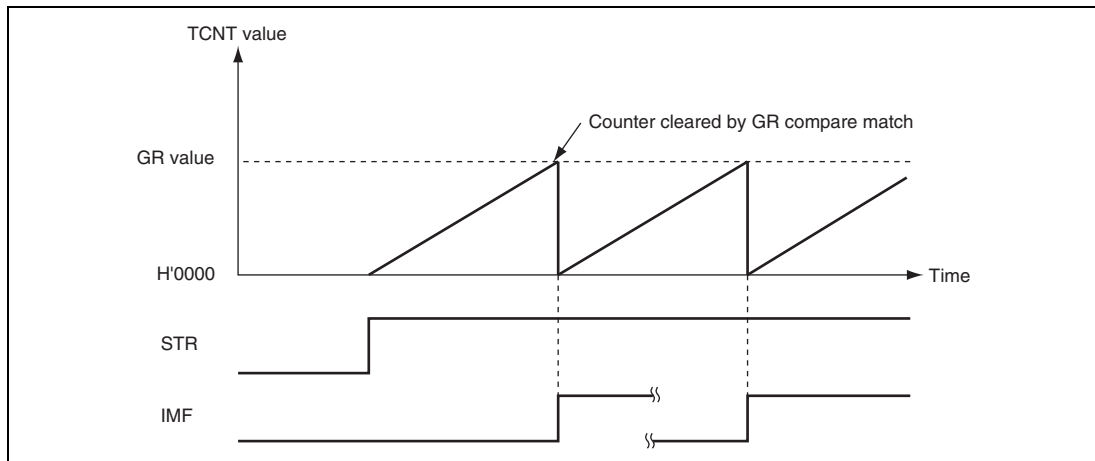 TCNT value
Counter cleared by GR compare match
GR value
H'0000
Time
STR
IMF